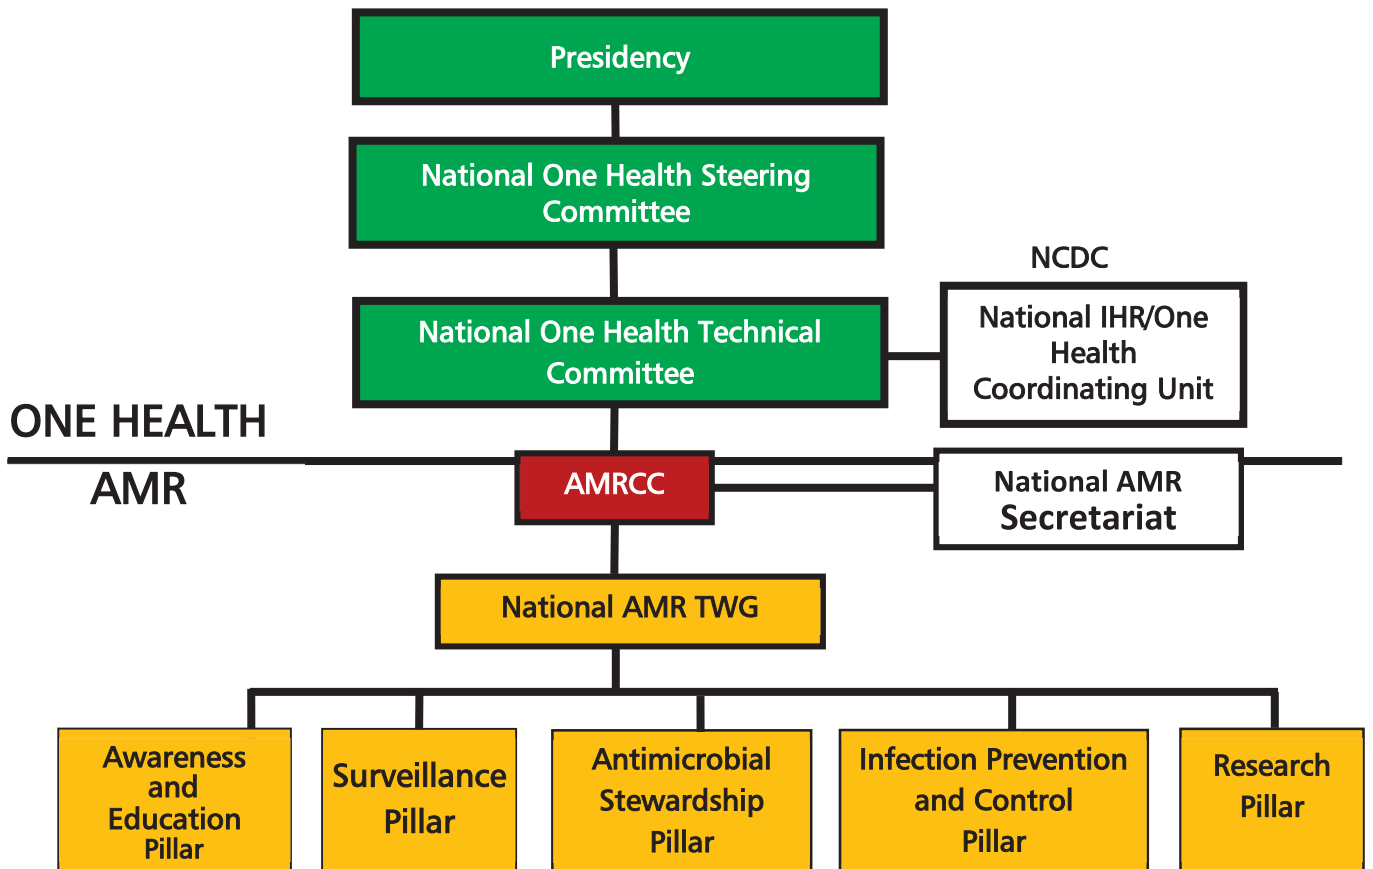 Presidency
National One Health Steering
Committee
NCDC
National One Health Technical
Committee
National IHR/One
Health
Coordinating Unit
ONE HEALTH
AMR
AMRCC
National AMR
Secretariat
National AMR TWG
Awareness
and
Education
Pillar
Surveillance
Pillar
Antimicrobial
Stewardship
Pillar
Infection Prevention
and Control
Pillar
Research
Pillar